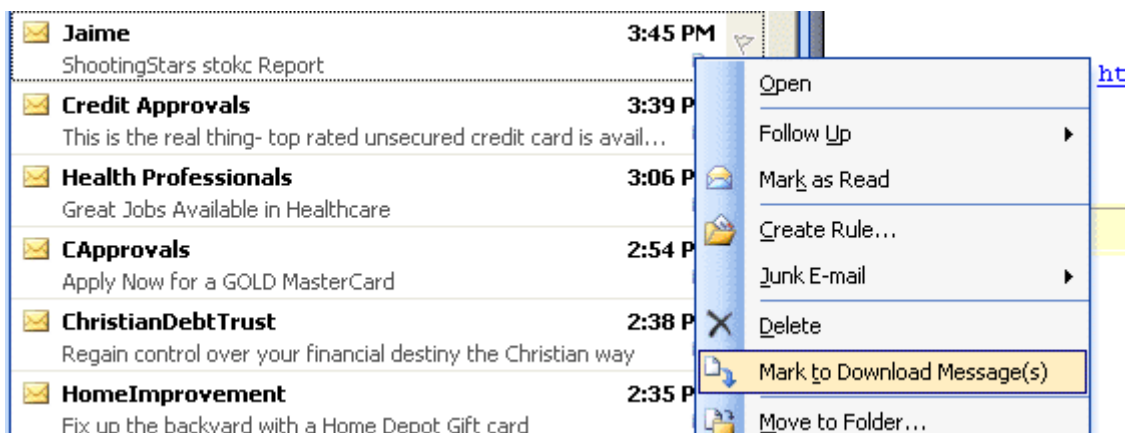 Jaime 3:45 PM
ShootingStars stokc Report
Credit Approvals 3:39 P
This is the real thing- top rated unsecured credit card is avail...
Health Professionals 3:06 P
Great Jobs Available in Healthcare
CApprovals 2:54 P
Apply Now for a GOLD MasterCard
ChristianDebtTrust 2:38 P
Regain control over your financial destiny the Christian way
HomeImprovement 2:35 P
Fix up the backyard with a Home Depot Gift card
Open
Follow Up
Mark as Read
Create Rule...
Junk E-mail
Delete
Mark to Download Message(s)
Move to Folder...
ht